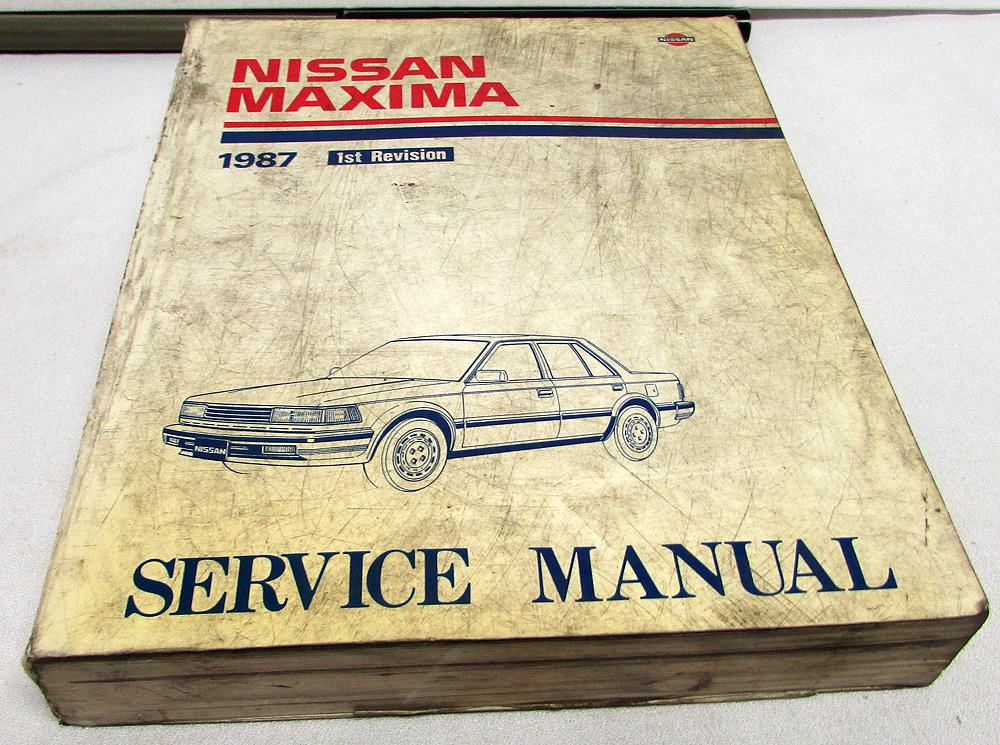 NISSAN
NISSAN
MAXIMA
1987 1st Revision
NISSAN
SERVICE MANUAL